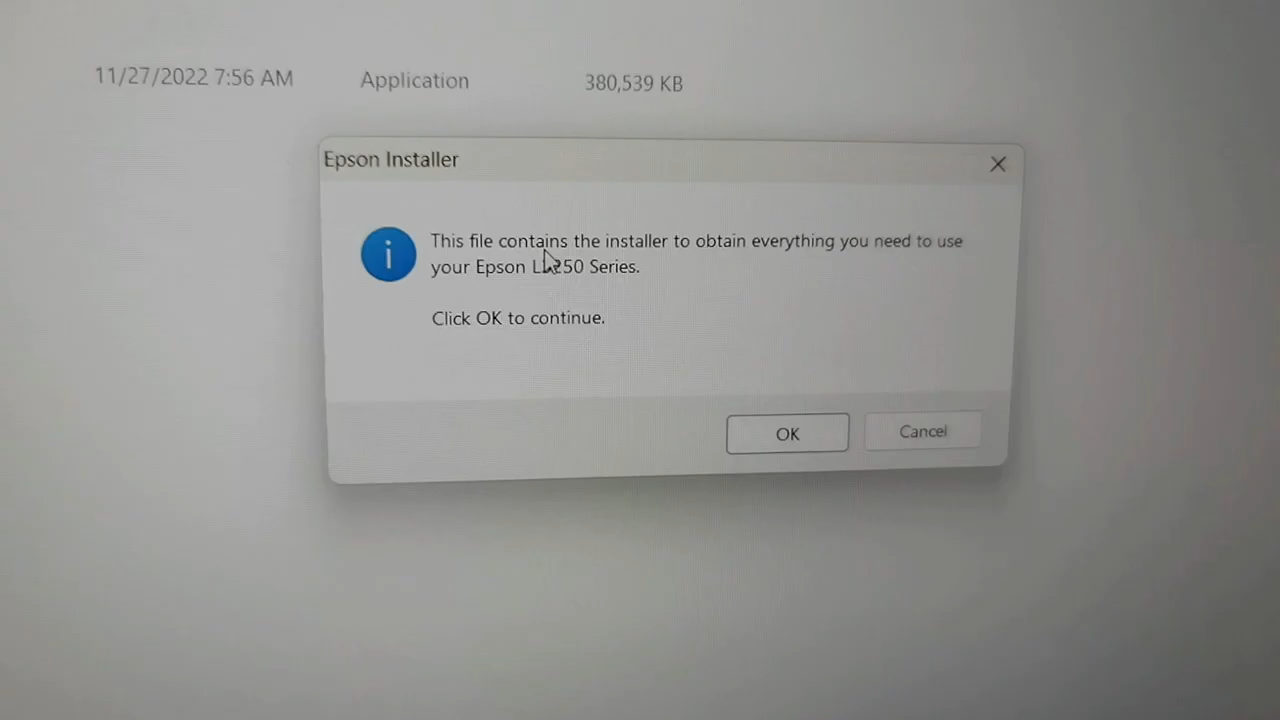 11/27/2022 7:56 AM Application 380,539 KB
Epson Installer
This file contains the installer to obtain everything you need to use
your Epson Series.
Click OK to continue.
OK Cancel